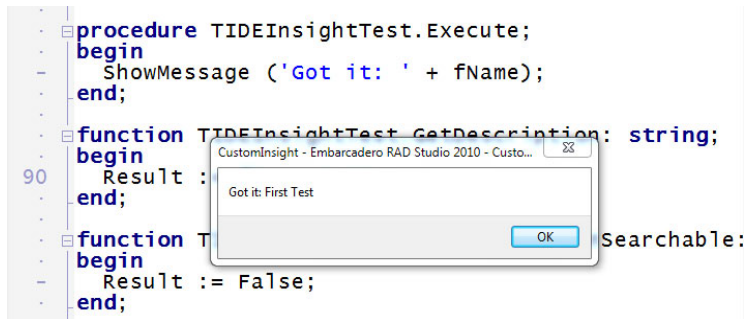 procedure TIDEInsightTest.Execute;
begin
ShowMessage ('Got it: ' + fName);
end;
function TIDEInsightTest.GetDescription: string;
begin
CustomInsight - Embarcadero RAD Studio 2010 - Custo...
90 Result :
Got it: First Test
end;
OK
function T Searchable:
begin
Result := False;
end;